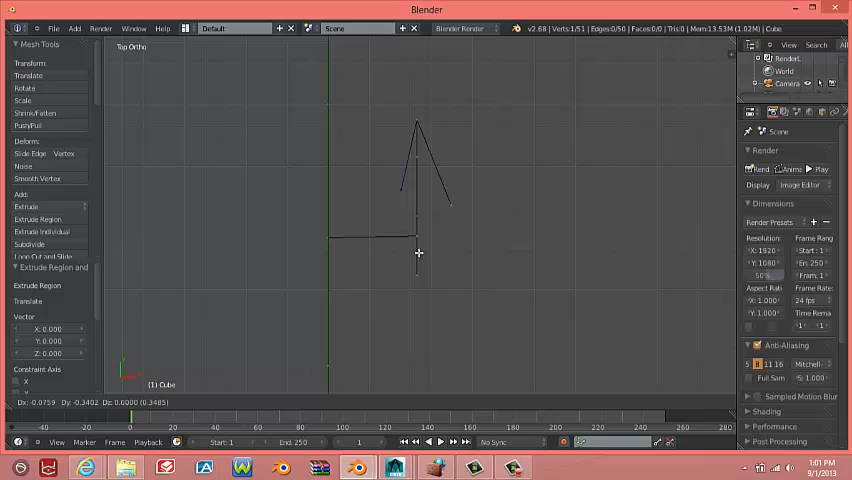 Blender
File Add Render Window Help Default Scene Blender Render v2.68 | Verts:1/51 | Edges:0/50 | Faces:0/0 | Tris:0 | Mem:13.53M (1.02M) | Cube
Mesh Tools
Top Ortho
View Search All
Transform:
Translate
Rotate
Scale
Shrink/Fatten
Push/Pull
Deform:
Slide Edge Vertex
Noise
Smooth Vertex
Add:
Extrude
Extrude Region
Extrude Individual
Subdivide
Loop Cut and Slide
Extrude Region and
Extrude Region
Translate
Vector
X: 0.000
Y: 0.000
Z: 0.000
Constraint Axis
X
Y
(1) Cube
RenderL
World
Camera
Scene
Render
Rend Anima Play
Display Image Editor
Dimensions
Render Presets
Resolution: Frame Rang
X: 1920 Start: 1
Y: 1080 En: 250
50% Fram: 1
Aspect Rati Frame Rate:
X: 1.000 24 fps
Y: 1.000 Time Rema
1 1
Anti-Aliasing
5 8 11 16 Mitchell-
Full Sam S: 1.000
Sampled Motion Blur
Shading
Performance
Post Processing
Dx: -0.0759 Dy: -0.3402 Dz: 0.0000 (0.3485)
-40 -20 0 20 40 60 80 100 120 140 160 180 200 220 240 260 280
View Marker Frame Playback Start: 1 End: 250 1 No Sync
1:01 PM
9/1/2013